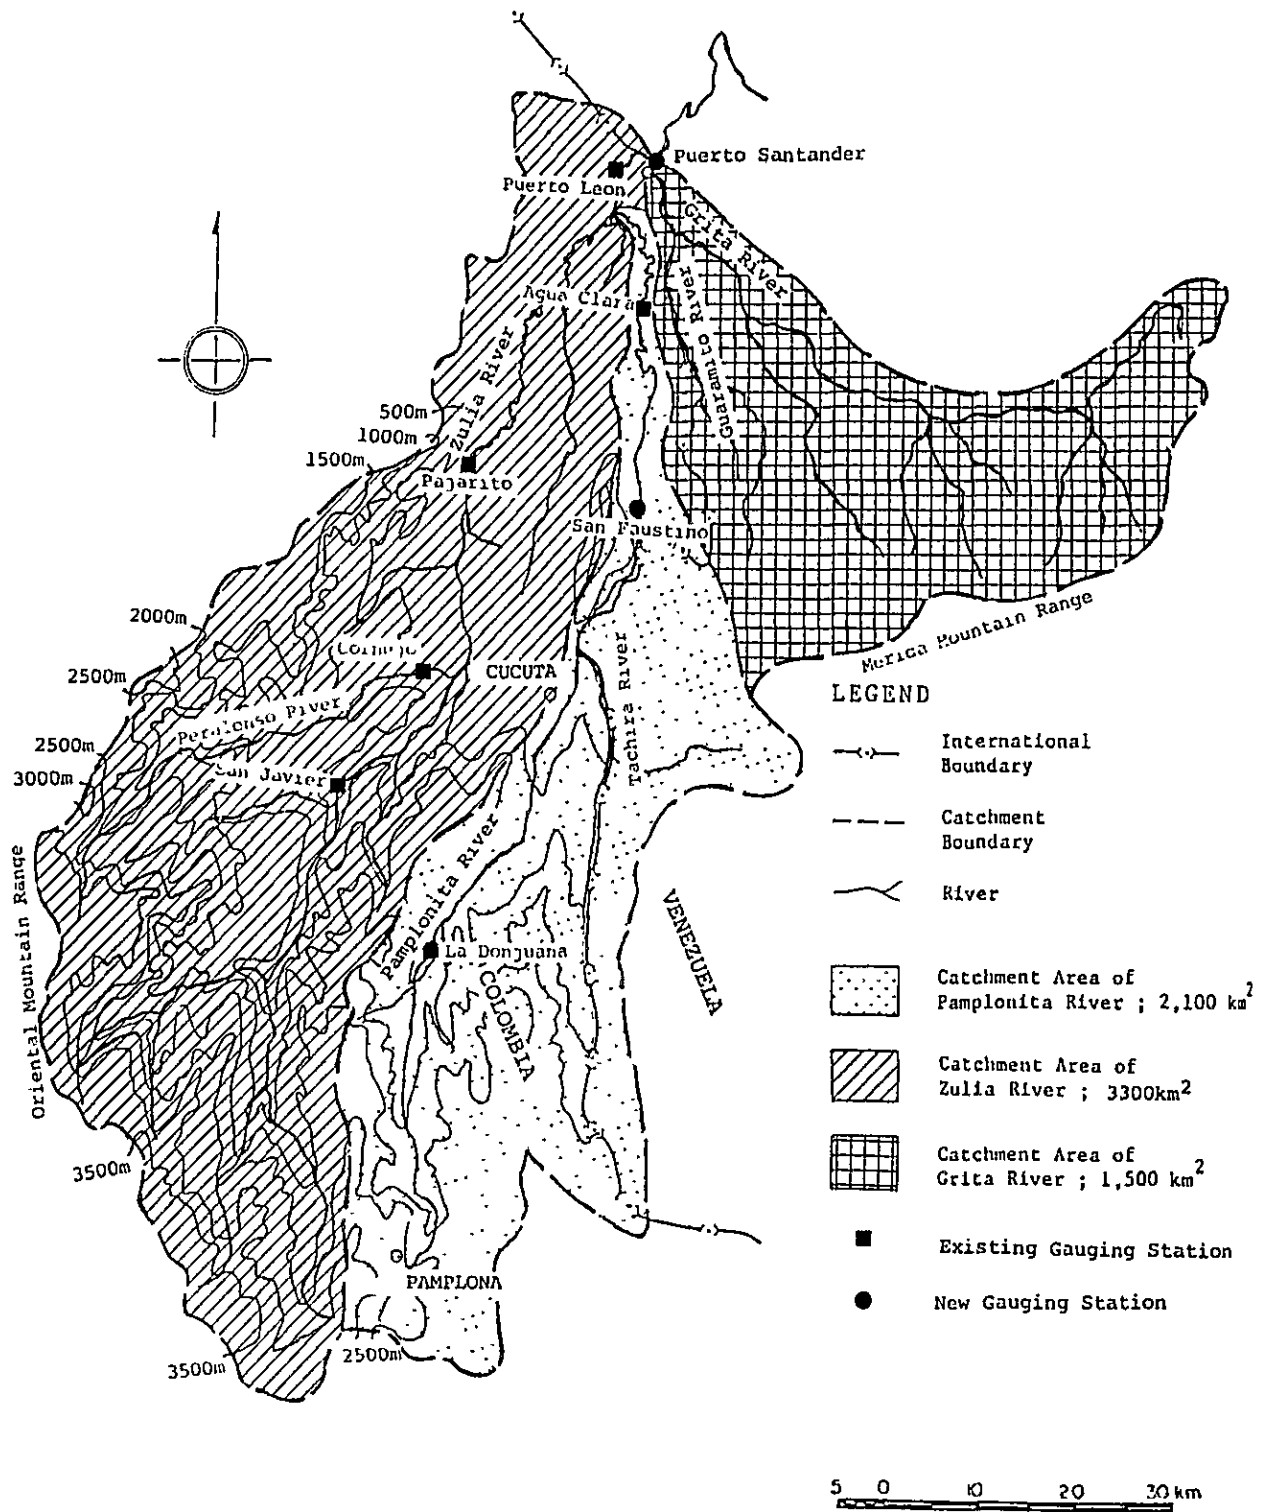 Puerto Santander
Puerto Leon
Grita River
Agua Clara
Guaramito River
Zulia River
500m
1000m
1500m
Pajarito
San Faustino
2000m
Merica Mountain Range
CUCUTA
Tachira River
2500m
River
2500m
San Javier
3000m
Pamplonita River
La Donjuana
COLOMBIA
VENEZUELA
Oriental Mountain Range
3500m
PAMPLONA
2500m
3500m
LEGEND
International
Boundary
Catchment
Boundary
River
Catchment Area of
Pamplonita River ; 2,100 km²
Catchment Area of
Zulia River ; 3300km²
Catchment Area of
Grita River ; 1,500 km²
Existing Gauging Station
New Gauging Station
5 0 10 20 30 km